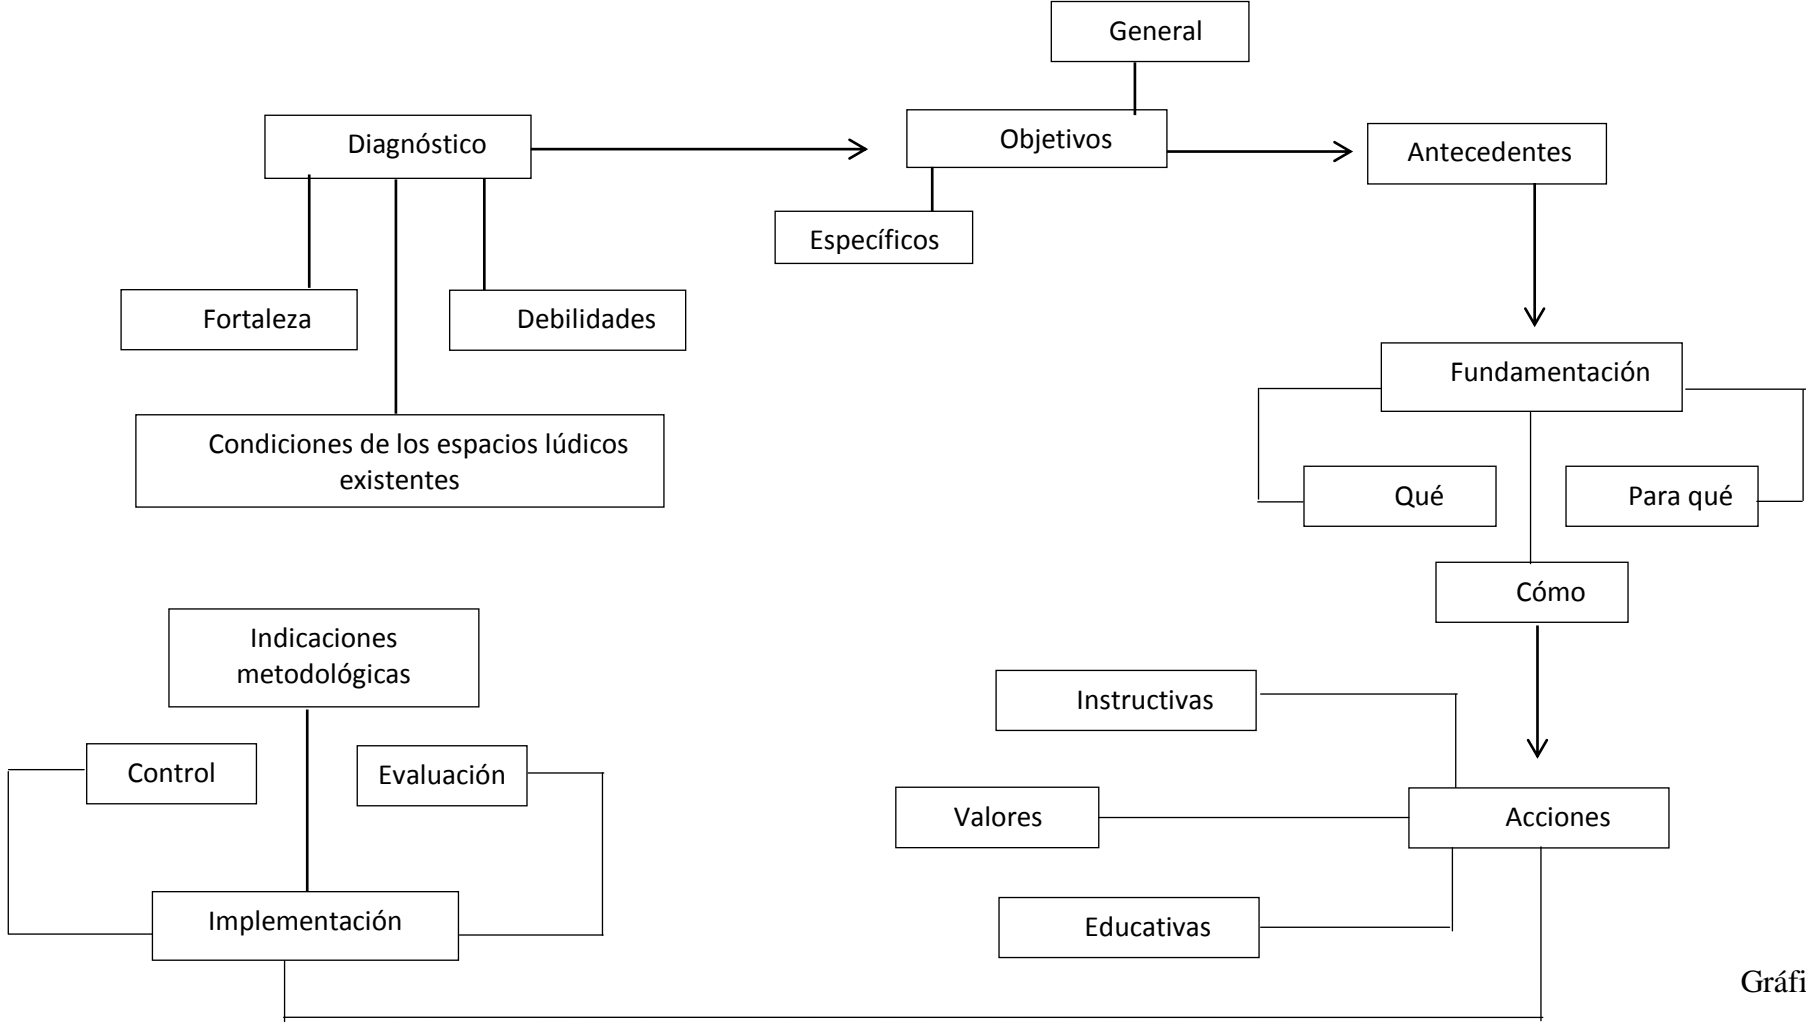 General
Diagnóstico
Objetivos
Antecedentes
Específicos
Fortaleza
Debilidades
Fundamentación
Condiciones de los espacios lúdicos
existentes
Qué
Para qué
Cómo
Indicaciones
metodológicas
Instructivas
Control
Evaluación
Valores
Acciones
Implementación
Educativas
Gráfi